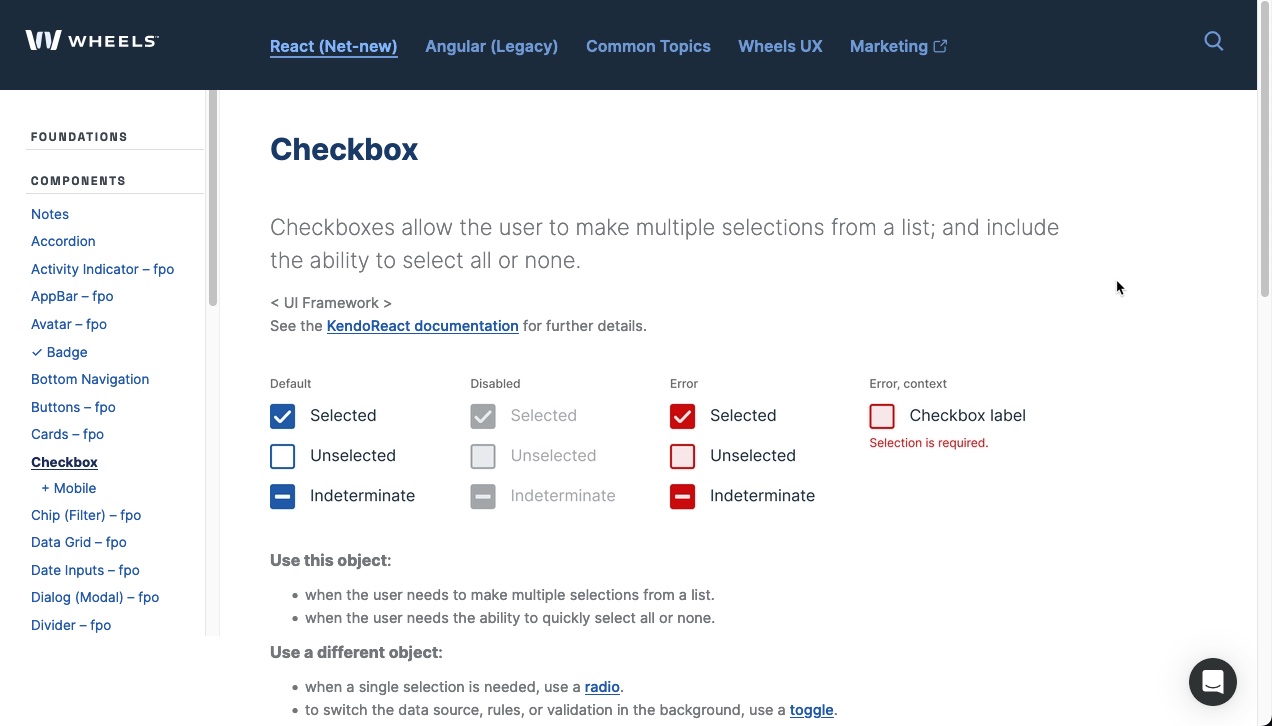 WHEELS™
React (Net-new) Angular (Legacy) Common Topics Wheels UX Marketing
FOUNDATIONS
COMPONENTS
Notes
Accordion
Activity Indicator – fpo
AppBar – fpo
Avatar – fpo
✓ Badge
Bottom Navigation
Buttons – fpo
Cards – fpo
Checkbox
+ Mobile
Chip (Filter) – fpo
Data Grid – fpo
Date Inputs – fpo
Dialog (Modal) – fpo
Divider – fpo
Checkbox
Checkboxes allow the user to make multiple selections from a list; and include
the ability to select all or none.
< UI Framework >
See the KendoReact documentation for further details.
Default Disabled Error Error, context
Selected Selected Selected Checkbox label
Selection is required.
Unselected Unselected Unselected
Indeterminate Indeterminate Indeterminate
Use this object:
• when the user needs to make multiple selections from a list.
• when the user needs the ability to quickly select all or none.
Use a different object:
• when a single selection is needed, use a radio.
• to switch the data source, rules, or validation in the background, use a toggle.